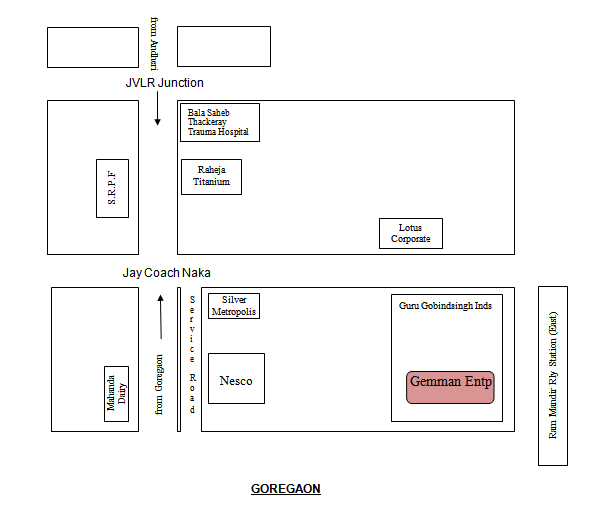 from Andheri
JVLR Junction
Bala Saheb
Thackeray
Trauma Hospital
Raheja
Titanium
S.R.P.F
Lotus
Corporate
Jay Coach Naka
Silver
Metropolis
Guru Gobindsingh Inds
Service Road
Nesco
Gemman Entp
Mahanda
Dairy
from Goregaon
Ram Mandir Rly Station (East)
GOREGAON